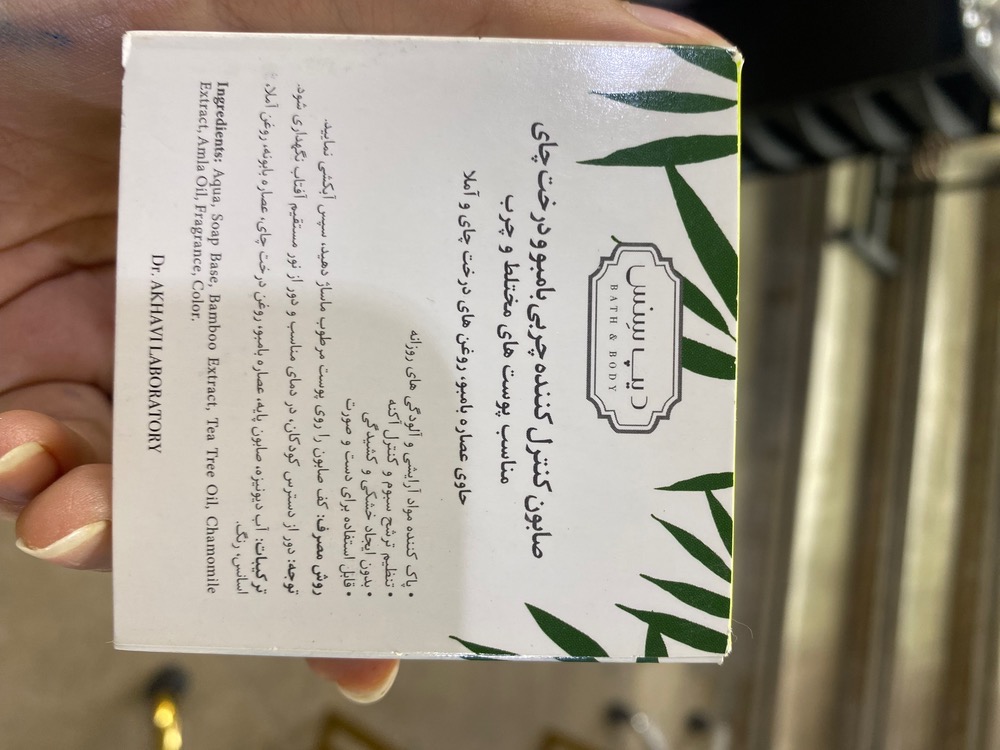 دیپ سِنس
BATH & BODY
صابون کنترل کننده چربی بامبو و درخت چای
مناسب پوست های مختلط و چرب
حاوی عصاره بامبو، روغن های درخت چای و آملا
• پاک کننده مواد آرایشی و آلودگی های روزانه
• تنظیم ترشح سبوم و کنترل آکنه
• بدون ایجاد خشکی و کشیدگی
• قابل استفاده برای دست و صورت
روش مصرف: کف صابون را روی پوست مرطوب ماساژ دهید، سپس آبکشی نمایید.
توجه: دور از دسترس کودکان، در دمای مناسب و دور از نور مستقیم آفتاب نگهداری شود.
ترکیبات: آب دیونیزه، صابون پایه، عصاره بامبو، روغن درخت چای، عصاره بابونه، روغن آملا،
اسانس، رنگ.
Ingredients: Aqua, Soap Base, Bamboo Extract, Tea Tree Oil, Chamomile
Extract, Amla Oil, Fragrance, Color.
Dr. AKHAVI LABORATORY